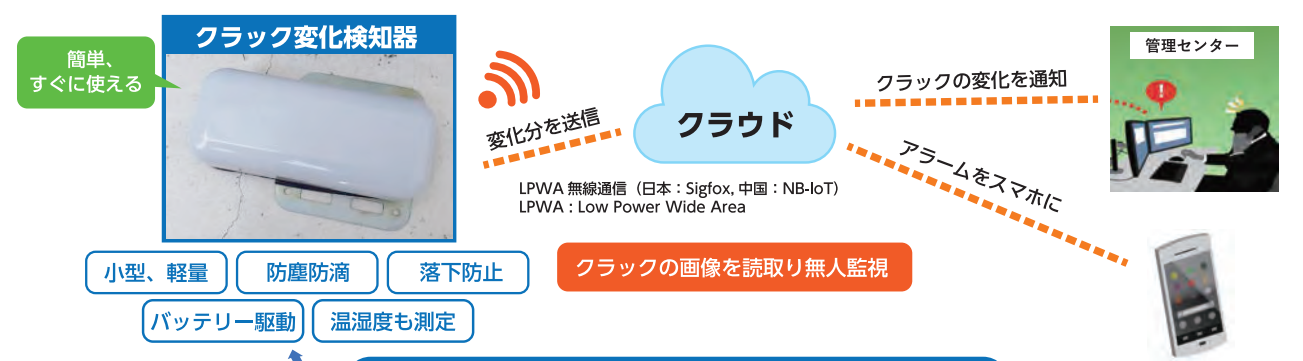 クラック変化検知器
簡単、
すぐに使える
変化分を送信
クラウド
クラックの変化を通知
管理センター
アラームをスマホに
LPWA 無線通信（日本：Sigfox, 中国：NB-IoT）
LPWA : Low Power Wide Area
クラックの画像を読取り無人監視
小型、軽量
防塵防滴
落下防止
バッテリー駆動
温湿度も測定